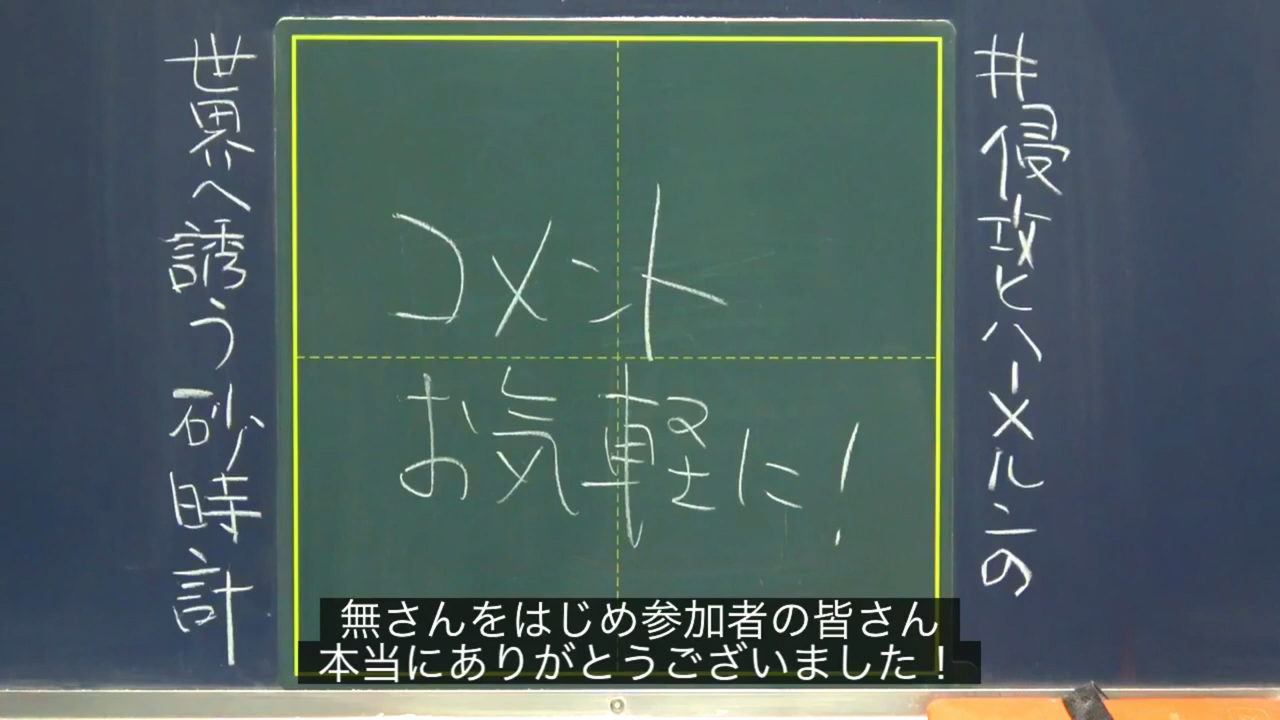 #侵攻とハーメルンの
世界へ誘う砂時計
コメント
お気軽に!
無さんをはじめ参加者の皆さん
本当にありがとうございました!